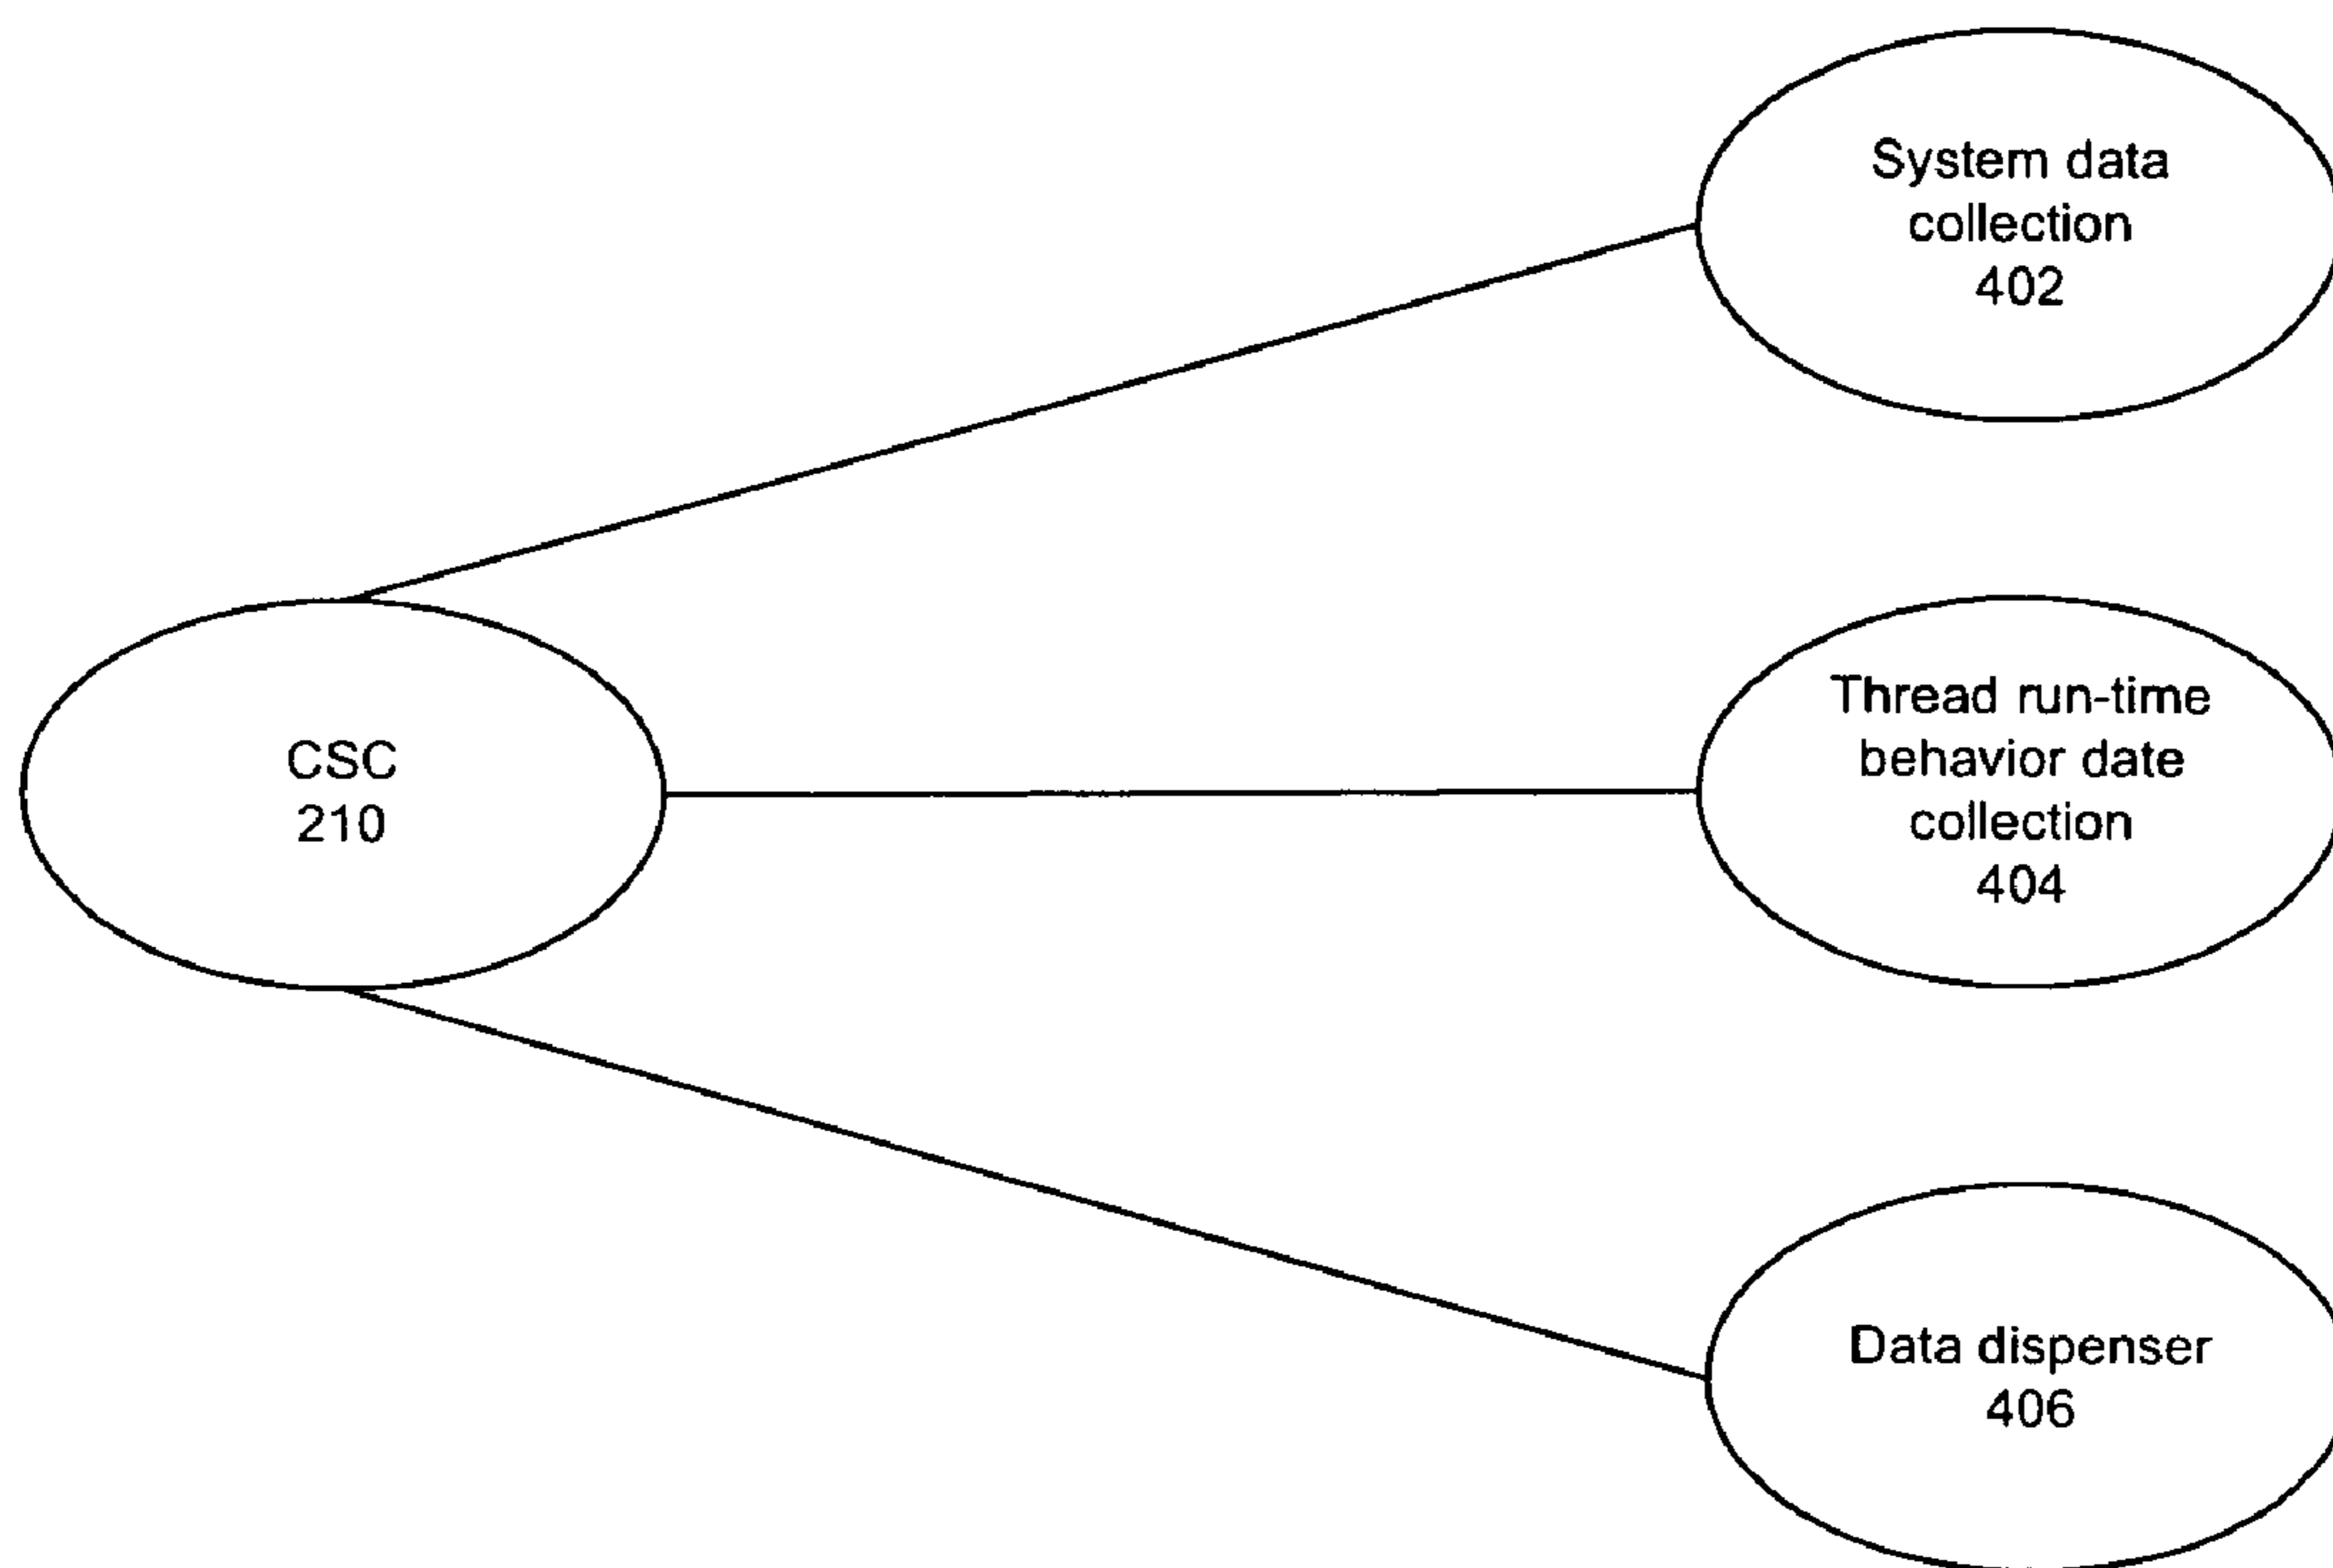 System data
collection
402
Thread run-time
behavior date
collection
404
CSC
210
Data dispenser
406